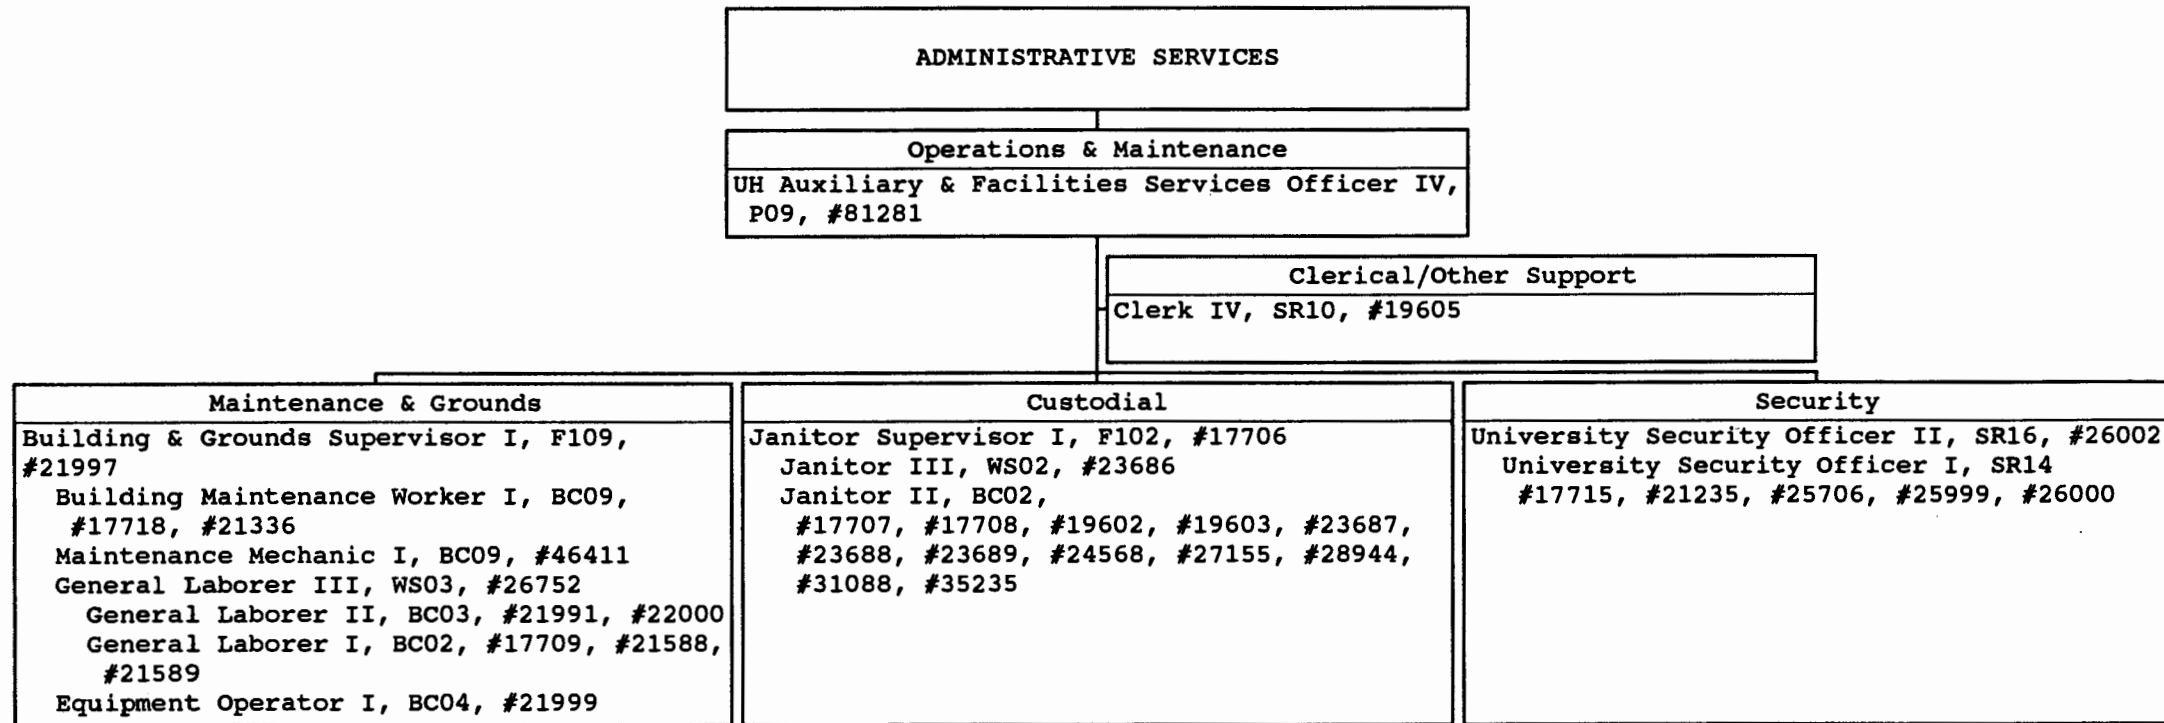 ADMINISTRATIVE SERVICES
Operations & Maintenance
UH Auxiliary & Facilities Services Officer IV,
P09, #81281
Clerical/Other Support
Clerk IV, SR10, #19605
Maintenance & Grounds
Building & Grounds Supervisor I, F109,
#21997
Building Maintenance Worker I, BC09,
#17718, #21336
Maintenance Mechanic I, BC09, #46411
General Laborer III, WS03, #26752
General Laborer II, BC03, #21991, #22000
General Laborer I, BC02, #17709, #21588,
#21589
Equipment Operator I, BC04, #21999
Custodial
Janitor Supervisor I, F102, #17706
Janitor III, WS02, #23686
Janitor II, BC02,
#17707, #17708, #19602, #19603, #23687,
#23688, #23689, #24568, #27155, #28944,
#31088, #35235
Security
University Security Officer II, SR16, #26002
University Security Officer I, SR14
#17715, #21235, #25706, #25999, #26000